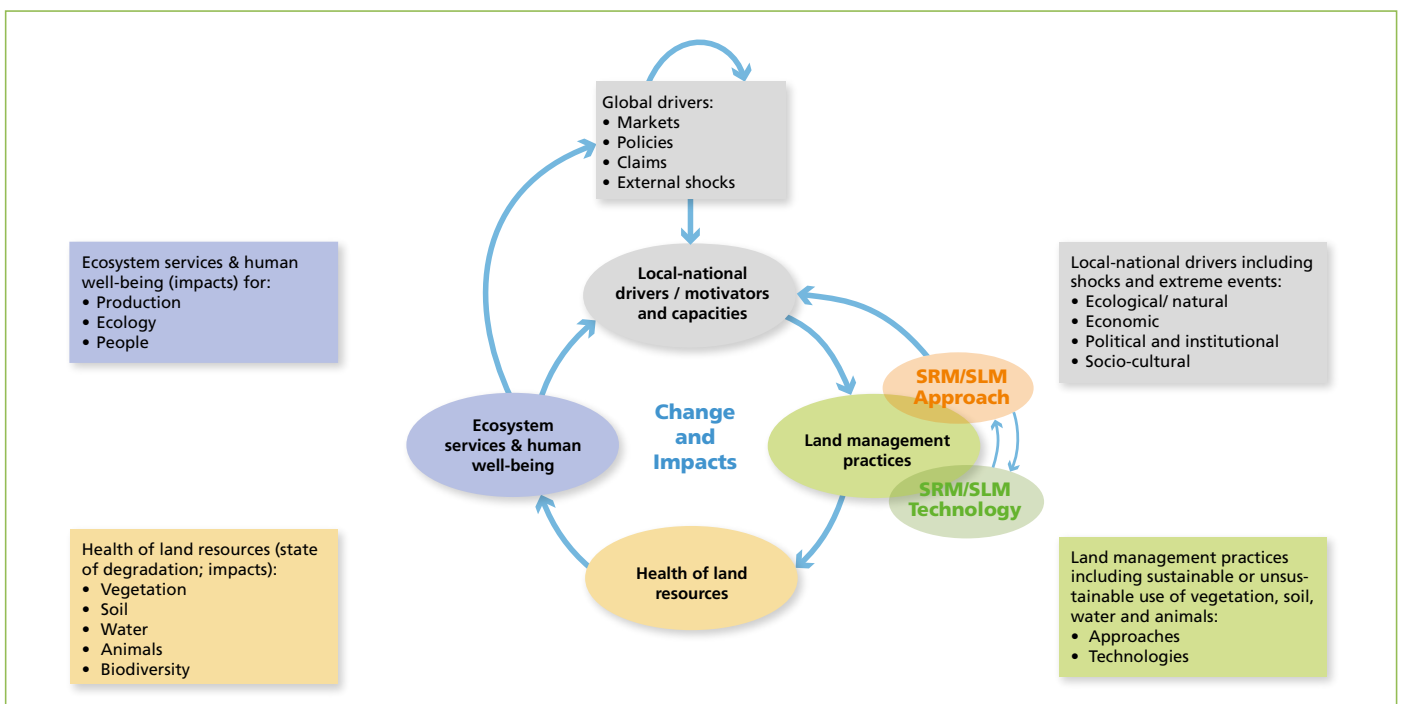 Global drivers:
• Markets
• Policies
• Claims
• External shocks
Ecosystem services & human
well-being (impacts) for:
• Production
• Ecology
• People
Local-national
drivers / motivators
and capacities
Local-national drivers including
shocks and extreme events:
• Ecological/ natural
• Economic
• Political and institutional
• Socio-cultural
SRM/SLM
Approach
Change
and
Impacts
Ecosystem
services & human
well-being
Land management
practices
SRM/SLM
Technology
Health of land resources (state
of degradation; impacts):
• Vegetation
• Soil
• Water
• Animals
• Biodiversity
Health of land
resources
Land management practices
including sustainable or unsus-
tainable use of vegetation, soil,
water and animals:
• Approaches
• Technologies